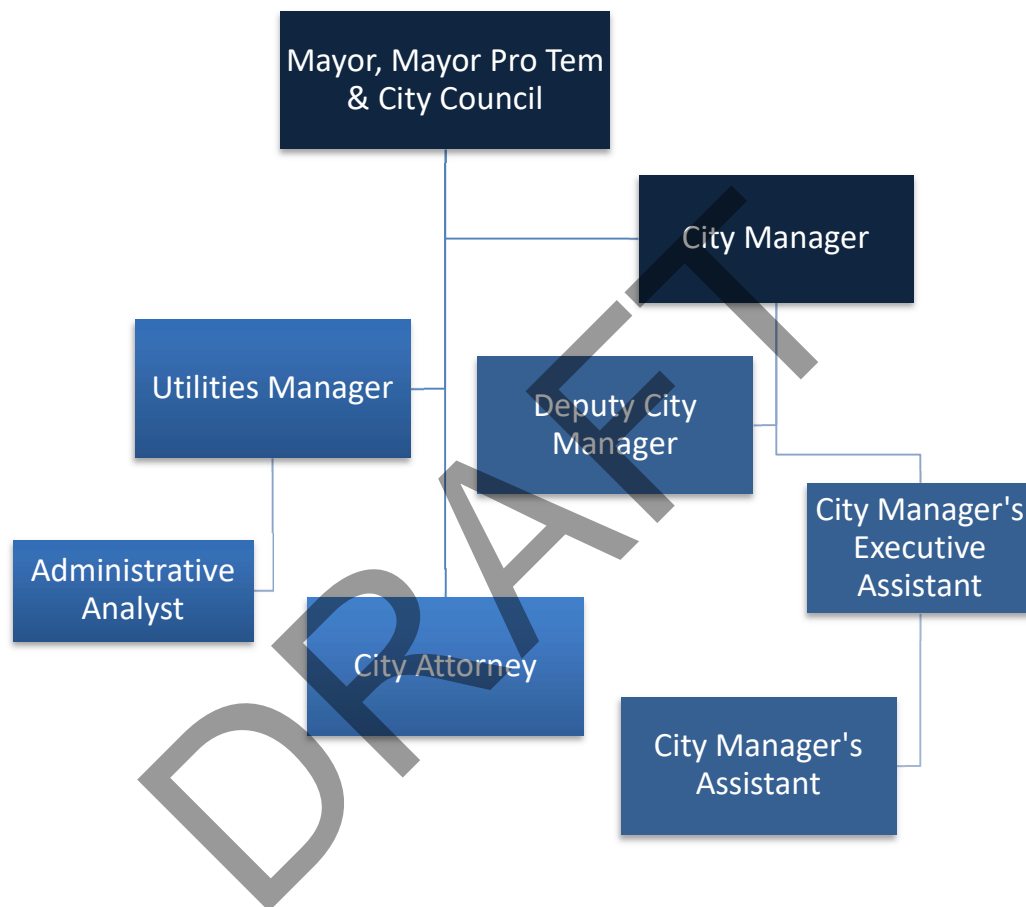 Mayor, Mayor Pro Tem
& City Council
City Manager
Utilities Manager
Deputy City
Manager
City Manager's
Executive
Assistant
Administrative
Analyst
City Attorney
City Manager's
Assistant
DRAFT